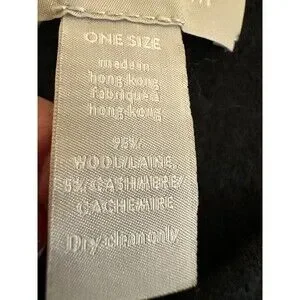 ONE SIZE
made in
hong kong
fabriqué à
hong kong
95%/
WOOL/LAINE,
5%/CASHMERE/
CACHEMIRE
Dry clean only